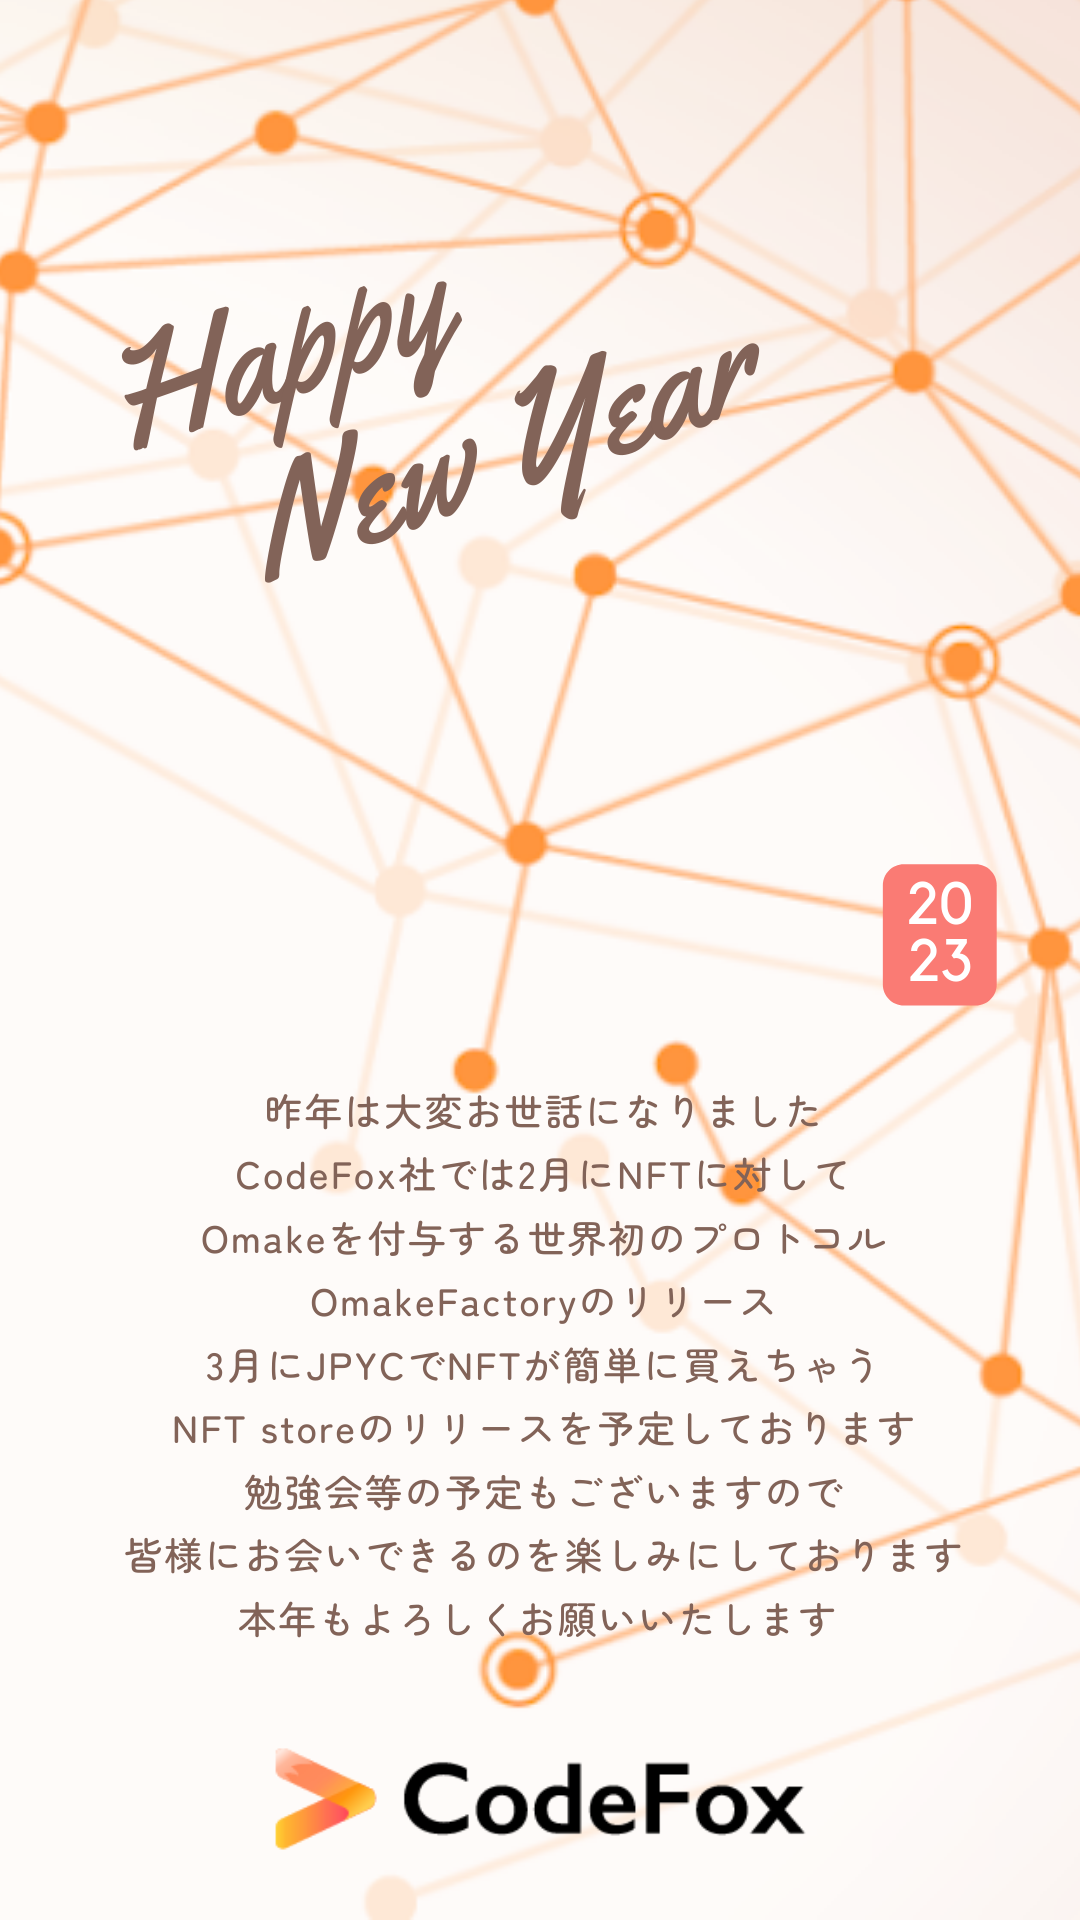 Happy
New Year
20
23
昨年は大変お世話になりました
CodeFox社では2月にNFTに対して
Omakeを付与する世界初のプロトコル
OmakeFactoryのリリース
3月にJPYCでNFTが簡単に買えちゃう
NFT storeのリリースを予定しております
勉強会等の予定もございますので
皆様にお会いできるのを楽しみにしております
本年もよろしくお願いいたします
CodeFox